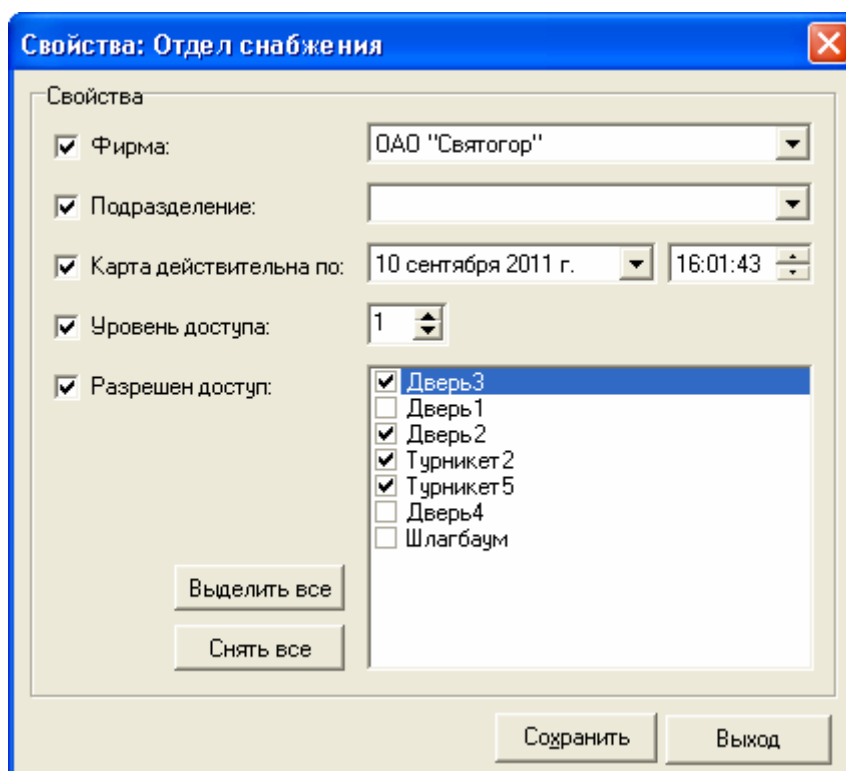 Свойства: Отдел снабжения
Свойства
Фирма: ОАО "Святогор"
Подразделение:
Карта действительна по: 10 сентября 2011 г. 16:01:43
Уровень доступа: 1
Разрешен доступ: Дверь3
Дверь1
Дверь2
Турникет2
Турникет5
Дверь4
Шлагбаум
Выделить все
Снять все
Сохранить Выход